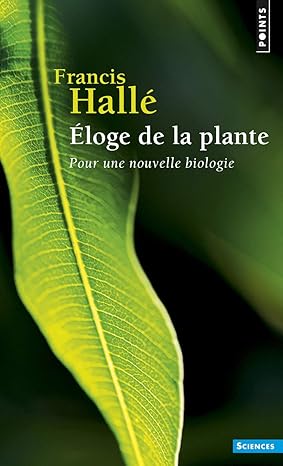 POINTS
Francis
Hallé
Éloge de la plante
Pour une nouvelle biologie
SCIENCES